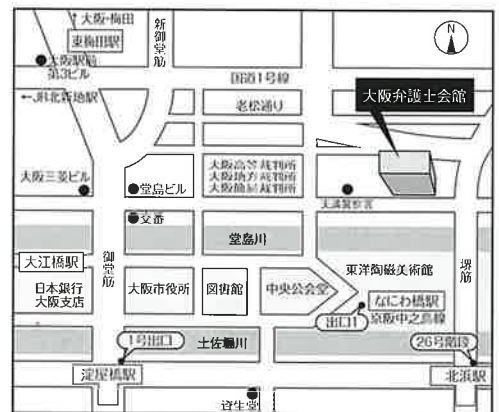 ↑大阪・梅田
東梅田駅
大阪駅前
第3ビル
←JR北新地駅
新御堂筋
国道1号線
老松通り
N
大阪弁護士会館
大阪三菱ビル
堂島ビル
大阪高等裁判所
大阪地方裁判所
大阪簡易裁判所
天満警察署
交番
堂島川
大江橋駅
御堂筋
日本銀行
大阪支店
大阪市役所
図書館
中央公会堂
東洋陶磁美術館
堺筋
なにわ橋駅
京阪中之島線
出口1
1号出口
土佐堀川
26号階段
淀屋橋駅
北浜駅
資生堂